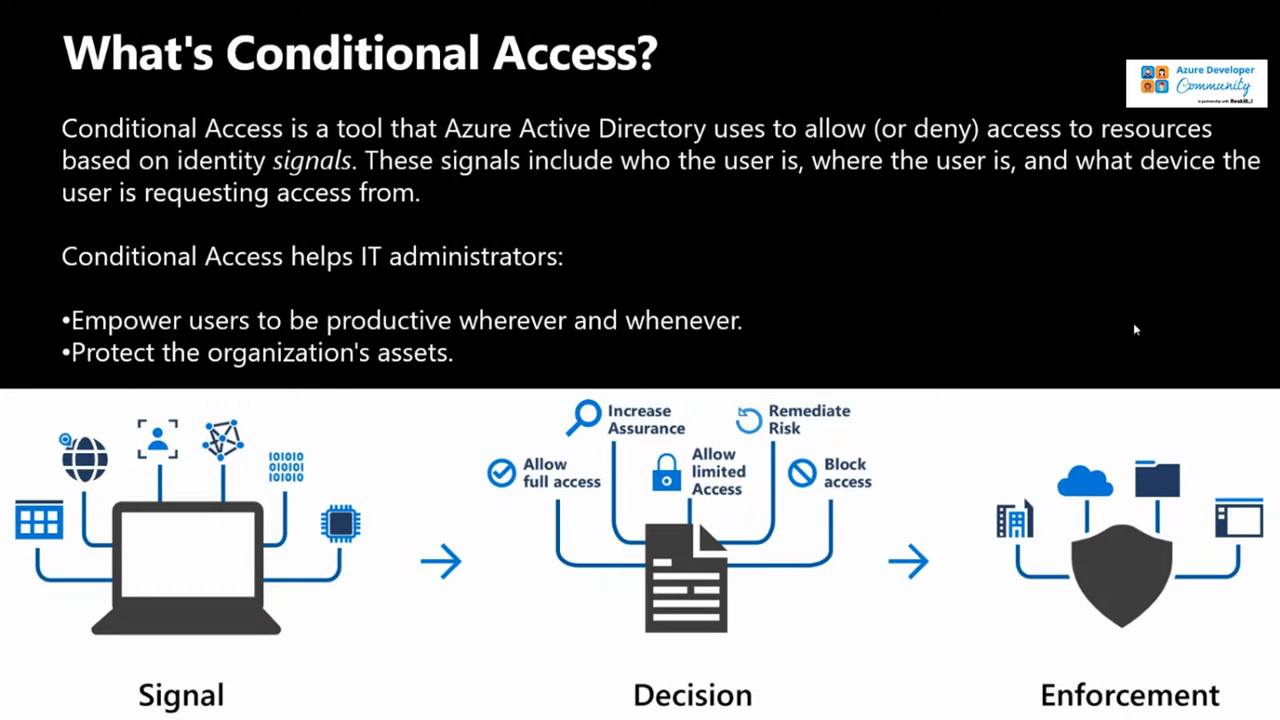 What's Conditional Access?
Azure Developer
Community
Conditional Access is a tool that Azure Active Directory uses to allow (or deny) access to resources
based on identity signals. These signals include who the user is, where the user is, and what device the
user is requesting access from.
Conditional Access helps IT administrators:
•Empower users to be productive wherever and whenever.
•Protect the organization's assets.
Increase
Assurance
Remediate
Risk
Allow
full access
Allow
limited
Access
Block
access
101010
010101
101010
Signal
Decision
Enforcement